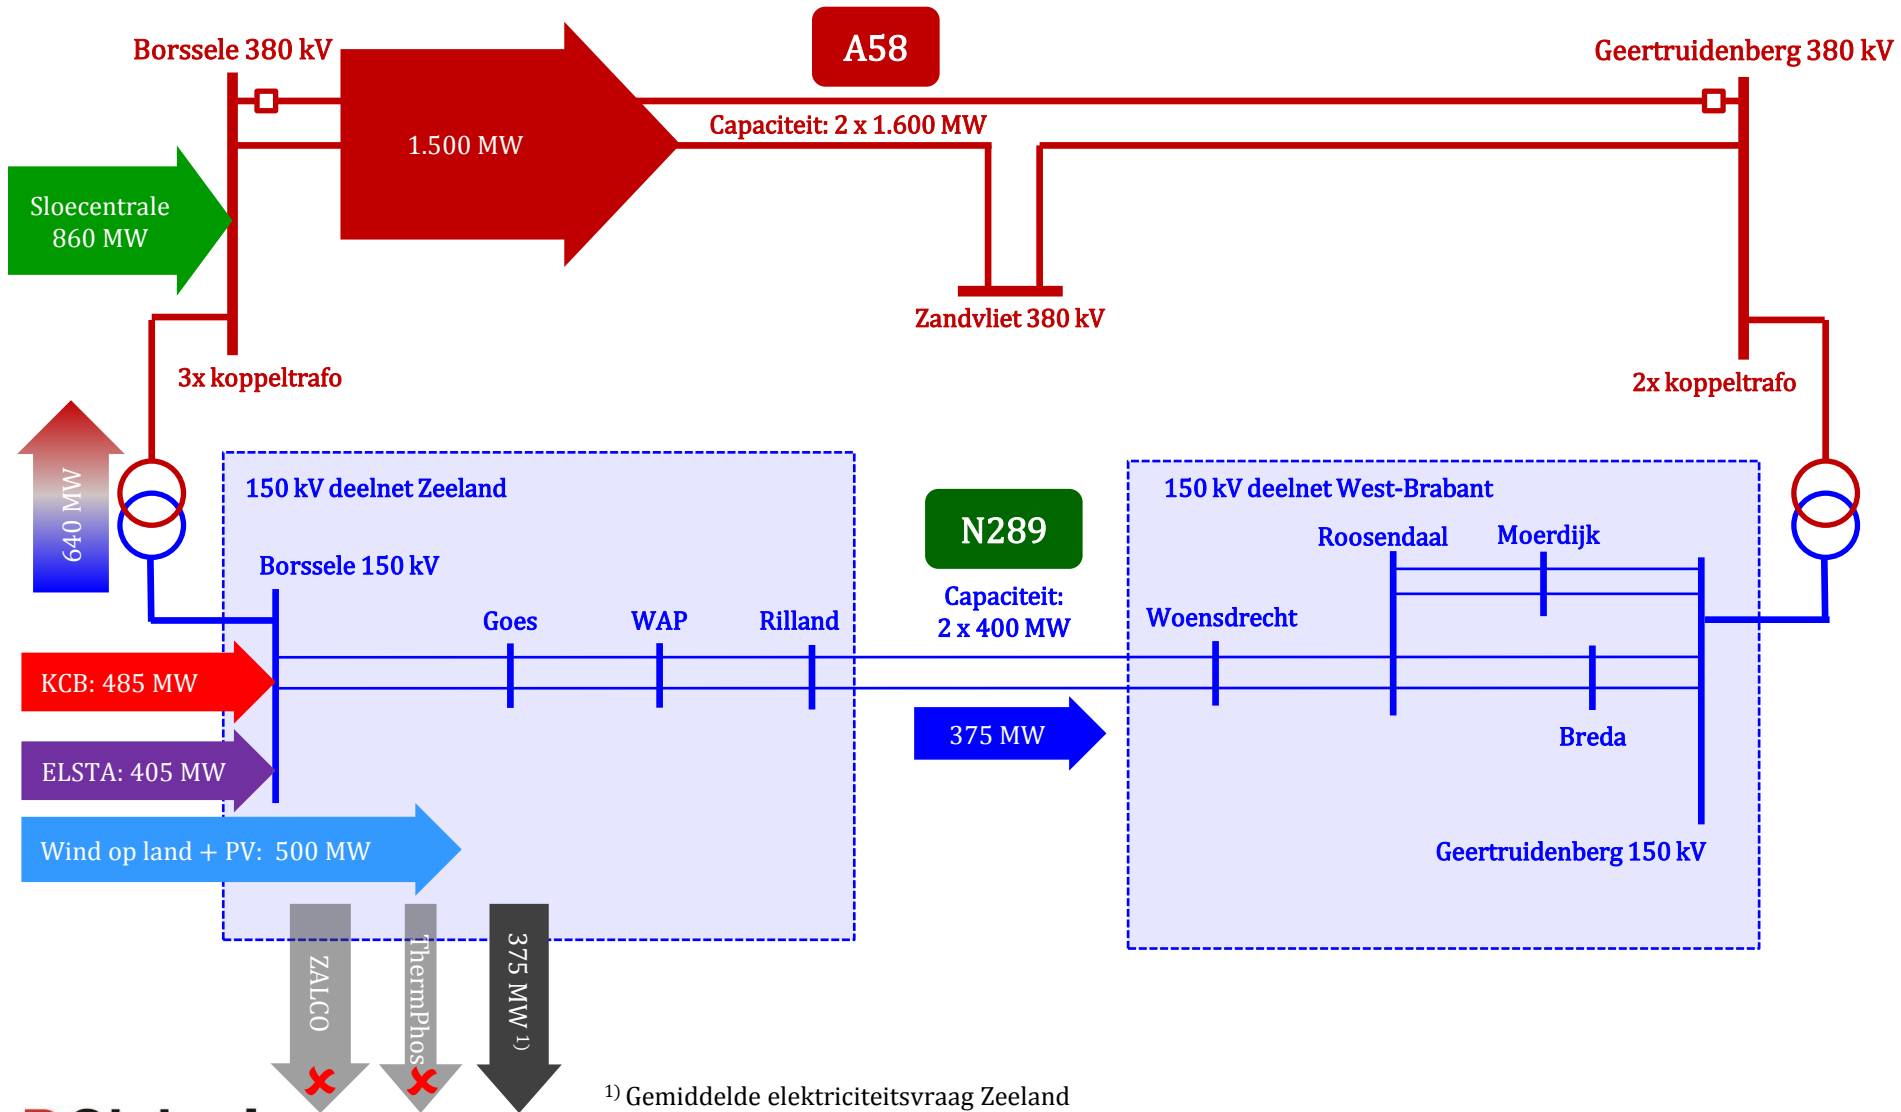 A58
Borssele 380 kV
Geertruidenberg 380 kV
Capaciteit: 2 x 1.600 MW
1.500 MW
Sloecentrale
860 MW
Zandvliet 380 kV
3x koppeltrafo
2x koppeltrafo
640 MW
150 kV deelnet Zeeland
150 kV deelnet West-Brabant
N289
Roosendaal
Moerdijk
Borssele 150 kV
Capaciteit:
2 x 400 MW
Goes
WAP
Rilland
Woensdrecht
KCB: 485 MW
375 MW
Breda
ELSTA: 405 MW
Wind op land + PV: 500 MW
Geertruidenberg 150 kV
ZALCO
ThermPhos
375 MW 1)
1) Gemiddelde elektriciteitsvraag Zeeland